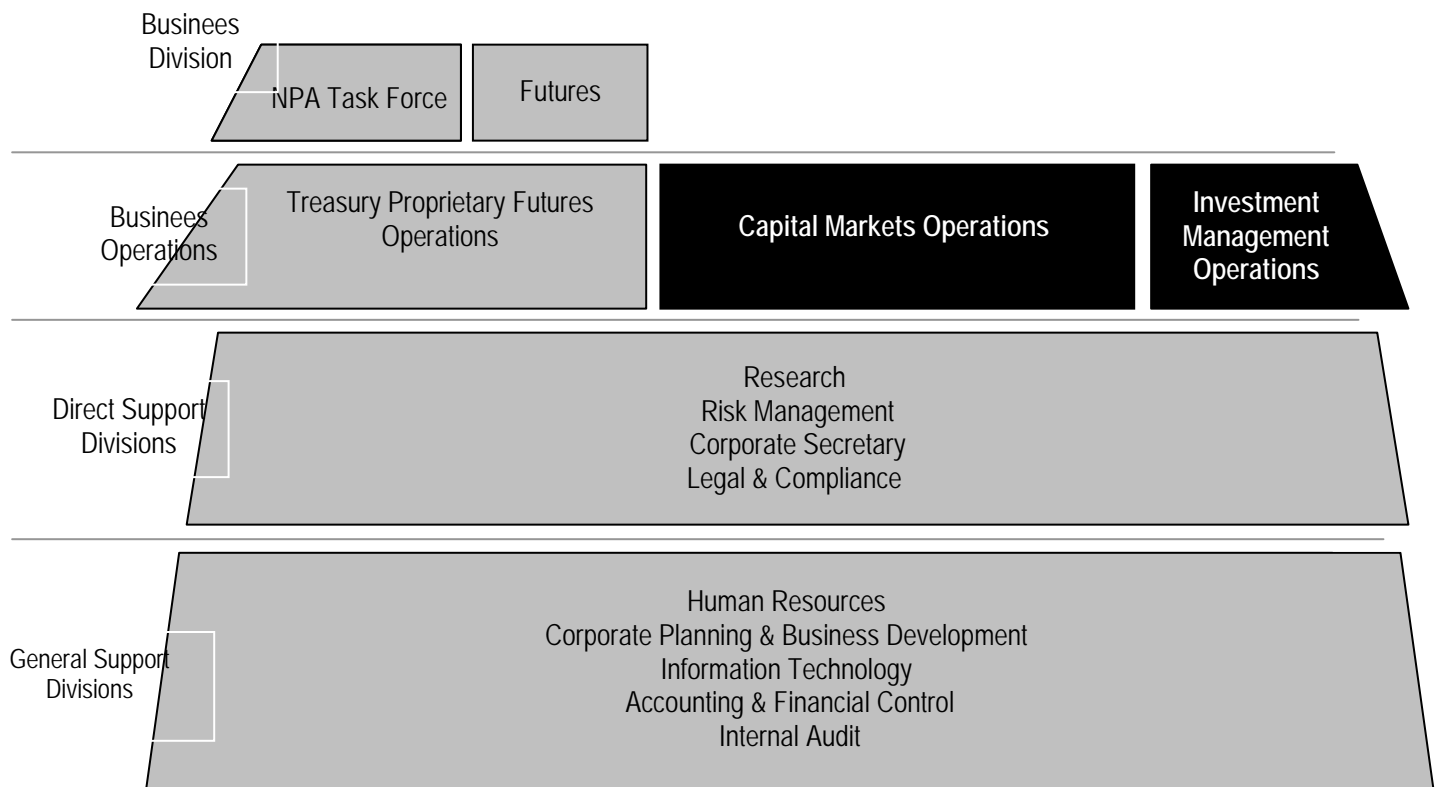 Businees
Division
NPA Task Force
Futures
Businees
Operations
Treasury Proprietary Futures
Operations
Capital Markets Operations
Investment
Management
Operations
Direct Support
Divisions
Research
Risk Management
Corporate Secretary
Legal & Compliance
General Support
Divisions
Human Resources
Corporate Planning & Business Development
Information Technology
Accounting & Financial Control
Internal Audit